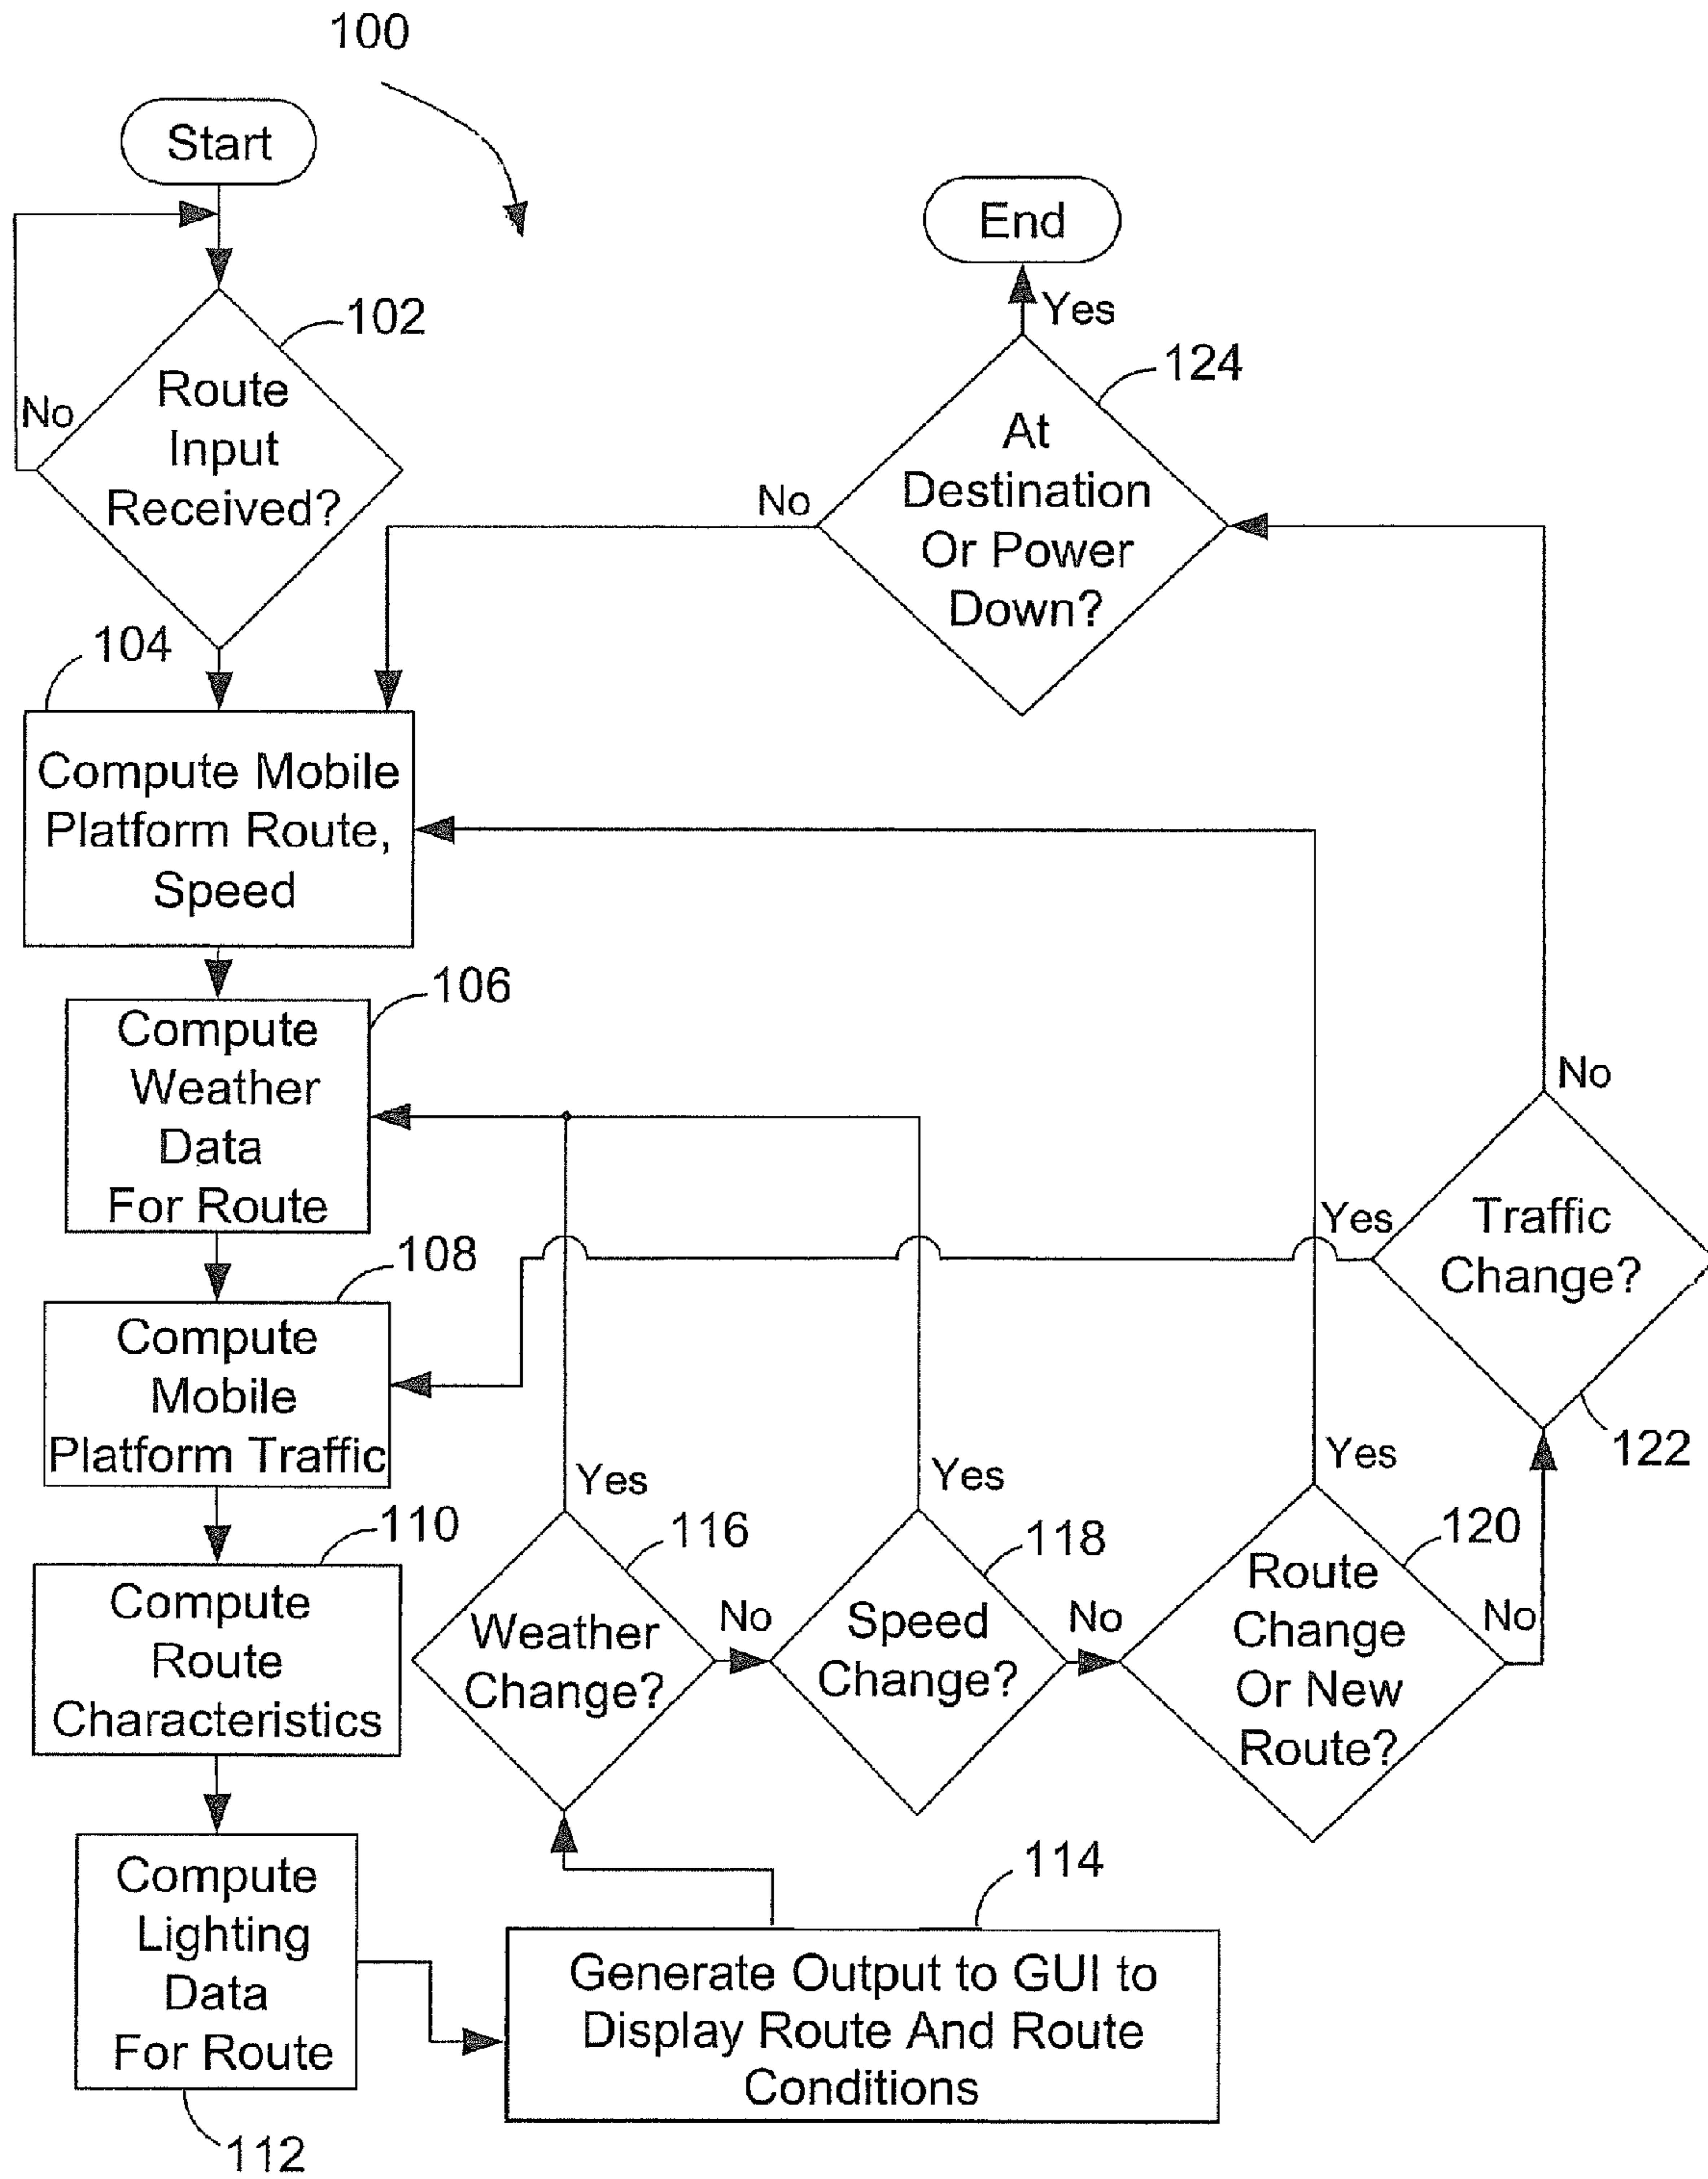 100
Start
End
Yes
102
124
Route
Input
Received?
No
At
Destination
Or Power
Down?
No
104
Compute Mobile
Platform Route,
Speed
106
Compute
Weather
Data
For Route
No
Traffic
Change?
Yes
122
108
Compute
Mobile
Platform Traffic
Yes
Yes
Yes
110
116
118
120
Compute
Route
Characteristics
Weather
Change?
No
Speed
Change?
No
Route
Change
Or New
Route?
No
Compute
Lighting
Data
For Route
112
114
Generate Output to GUI to
Display Route And Route
Conditions